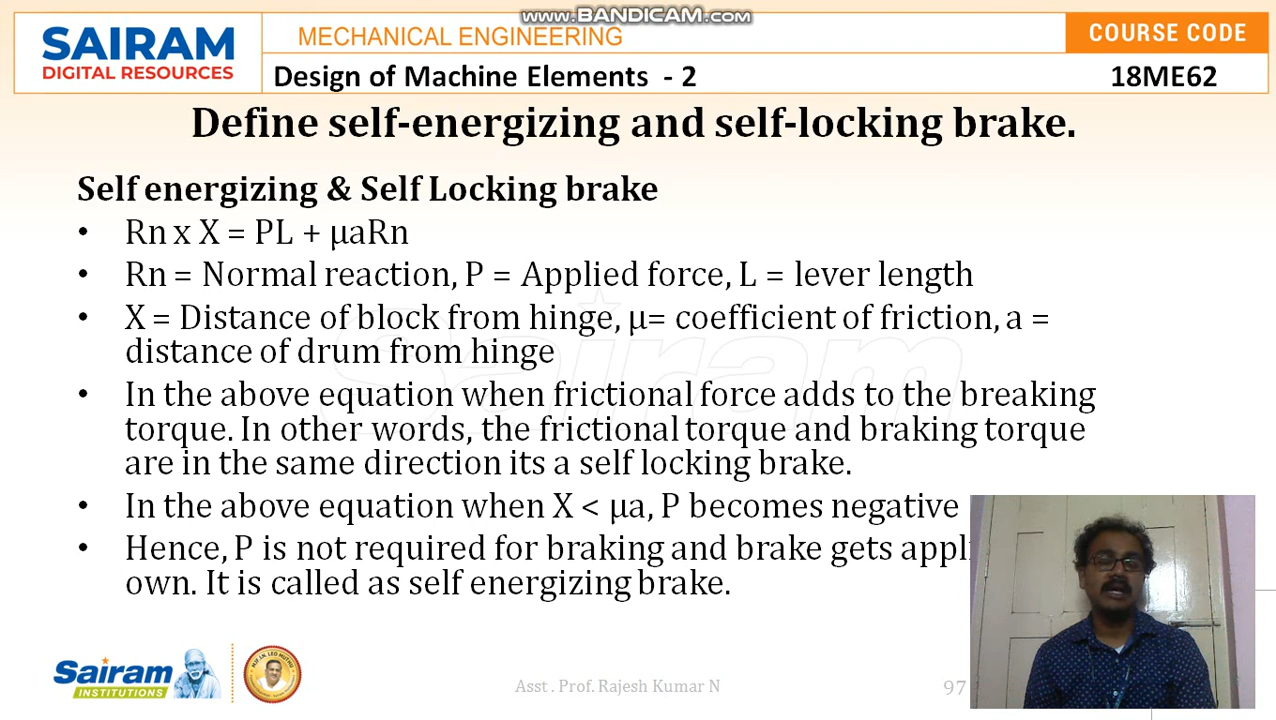 www.BANDICAM.com
SAIRAM
DIGITAL RESOURCES
MECHANICAL ENGINEERING
COURSE CODE
Design of Machine Elements - 2
18ME62
Define self-energizing and self-locking brake.
Self energizing & Self Locking brake
• Rn x X = PL + μaRn
• Rn = Normal reaction, P = Applied force, L = lever length
• X = Distance of block from hinge, μ= coefficient of friction, a =
distance of drum from hinge
• In the above equation when frictional force adds to the breaking
torque. In other words, the frictional torque and braking torque
are in the same direction its a self locking brake.
• In the above equation when X < μa, P becomes negative
• Hence, P is not required for braking and brake gets appli
own. It is called as self energizing brake.
Sairam
Sairam
INSTITUTIONS
Asst . Prof. Rajesh Kumar N
97